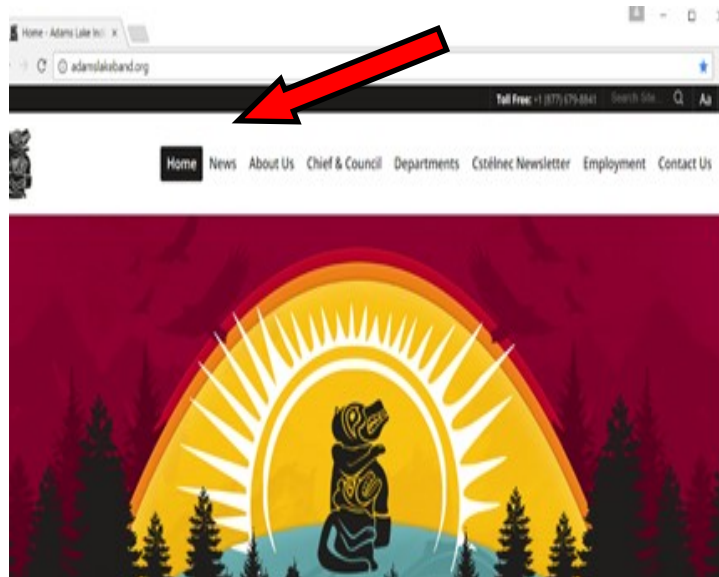 Home - Adams Lake Indi
adamslakeband.org
Toll Free: +1 (877) 679-8841 Search Site... Aa
Home News About Us Chief & Council Departments Cstélnec Newsletter Employment Contact Us